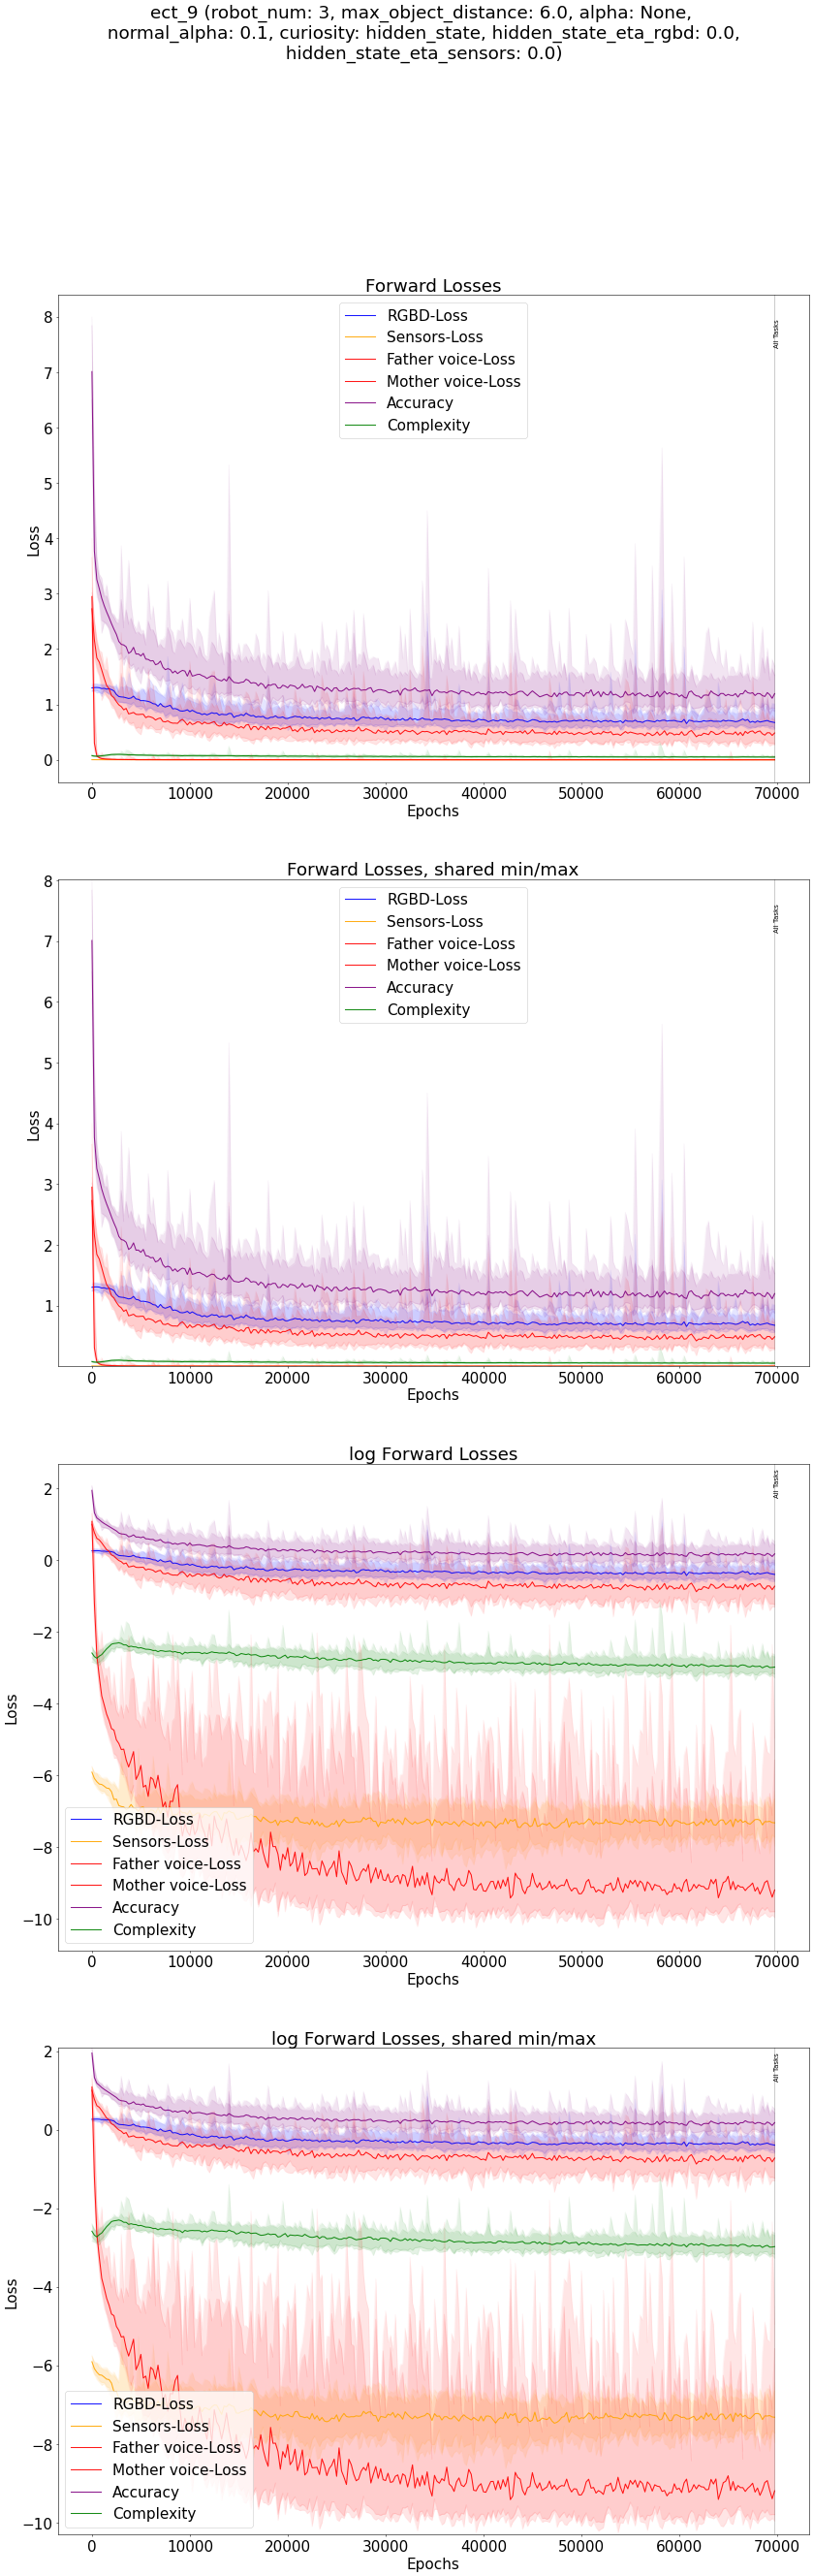 ect_9 (robot_num: 3, max_object_distance: 6.0, alpha: None,
normal_alpha: 0.1, curiosity: hidden_state, hidden_state_eta_rgbd: 0.0,
hidden_state_eta_sensors: 0.0)
Forward Losses
RGBD-Loss
Sensors-Loss
Father voice-Loss
Mother voice-Loss
Accuracy
Complexity
All Tasks
8
7
6
5
4
3
2
1
0
Loss
0 10000 20000 30000 40000 50000 60000 70000
Epochs
Forward Losses, shared min/max
RGBD-Loss
Sensors-Loss
Father voice-Loss
Mother voice-Loss
Accuracy
Complexity
All Tasks
8
7
6
5
4
3
2
1
Loss
0 10000 20000 30000 40000 50000 60000 70000
Epochs
log Forward Losses
All Tasks
2
0
−2
−4
−6
−8
−10
Loss
RGBD-Loss
Sensors-Loss
Father voice-Loss
Mother voice-Loss
Accuracy
Complexity
0 10000 20000 30000 40000 50000 60000 70000
Epochs
log Forward Losses, shared min/max
All Tasks
2
0
−2
−4
−6
−8
−10
Loss
RGBD-Loss
Sensors-Loss
Father voice-Loss
Mother voice-Loss
Accuracy
Complexity
0 10000 20000 30000 40000 50000 60000 70000
Epochs